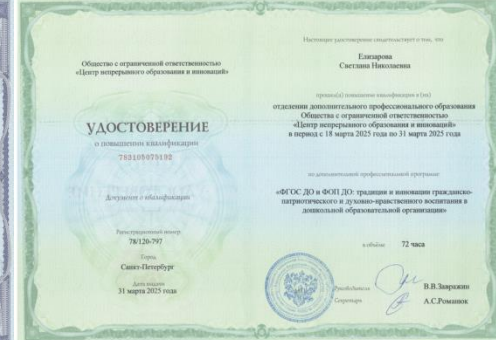 Общество с ограниченной ответственностью
«Центр непрерывного образования и инноваций»
УДОСТОВЕРЕНИЕ
о повышении квалификации
783105075192
Документ о квалификации
Регистрационный номер
78/120-797
Город
Санкт-Петербург
Дата выдачи
31 марта 2025 года
Настоящее удостоверение свидетельствует о том, что
Елизарова
Светлана Николаевна
прошёл(а) повышение квалификации в (на)
отделении дополнительного профессионального образования
Общества с ограниченной ответственностью
«Центр непрерывного образования и инноваций»
в период с 18 марта 2025 года по 31 марта 2025 года
по дополнительной профессиональной программе
«ФГОС ДО и ФОП ДО: традиции и инновации гражданско-
патриотического и духовно-нравственного воспитания в
дошкольной образовательной организации»
в объёме 72 часа
Руководитель В.В.Завражин
Секретарь А.С.Романюк